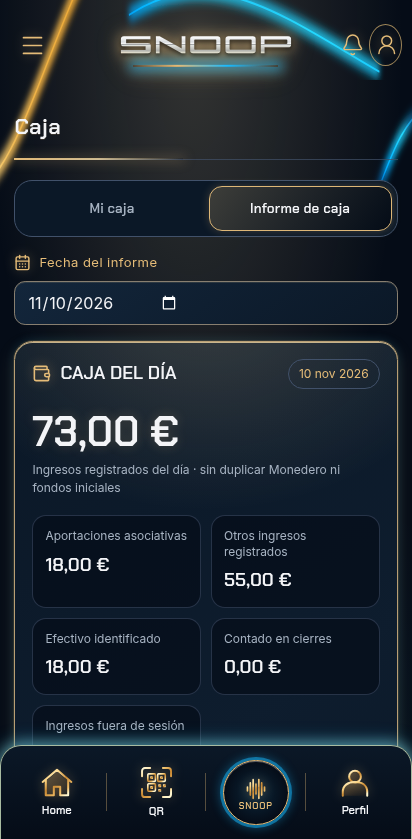 SNOOP
Caja
Mi caja
Informe de caja
Fecha del informe
11/10/2026
CAJA DEL DÍA
10 nov 2026
73,00 €
Ingresos registrados del día · sin duplicar Monedero ni
fondos iniciales
Aportaciones asociativas
18,00 €
Otros ingresos
registrados
55,00 €
Efectivo identificado
18,00 €
Contado en cierres
0,00 €
Ingresos fuera de sesión
Home
QR
SNOOP
Perfil